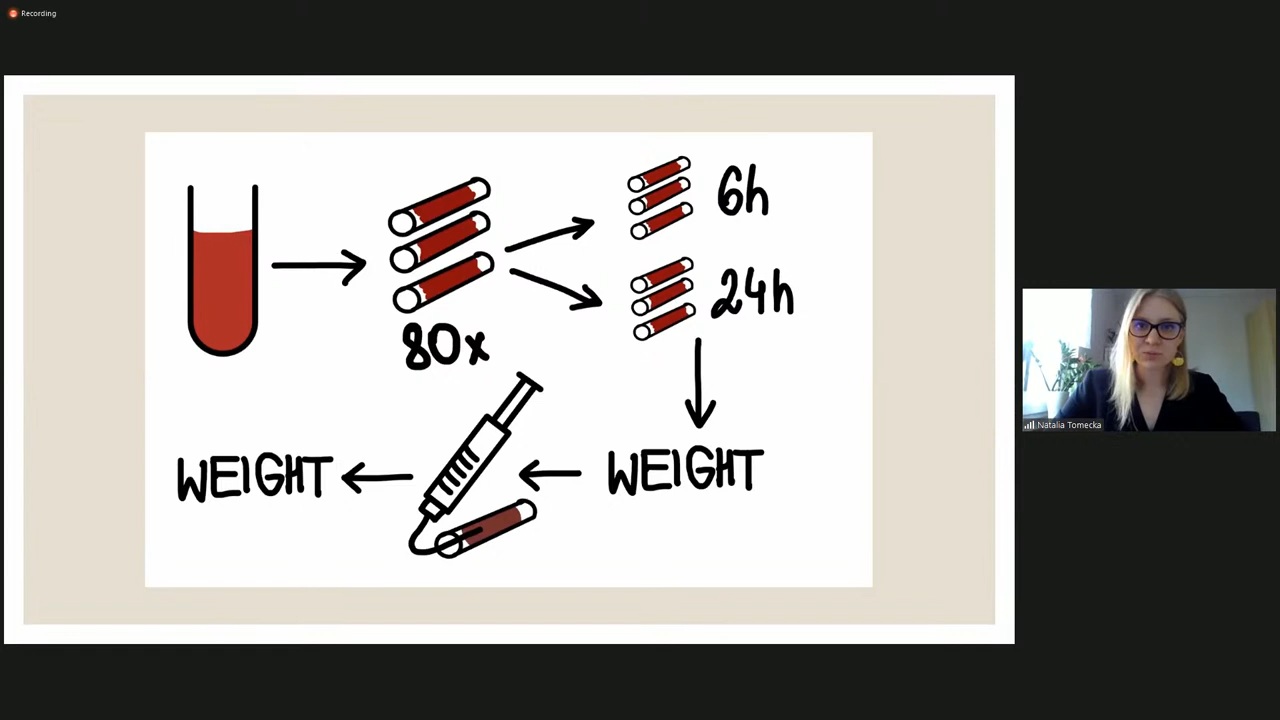 Recording
6h
24h
80x
WEIGHT
WEIGHT
Natalia Tomecka